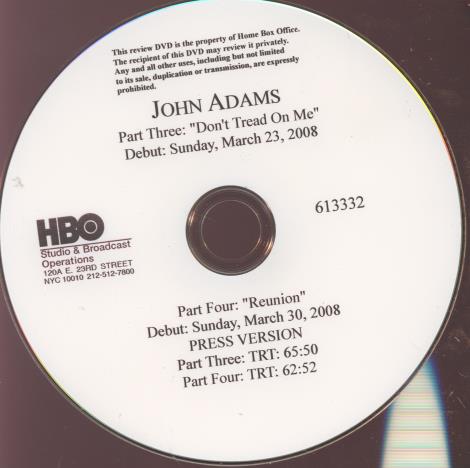 This review DVD is the property of Home Box Office.
The recipient of this DVD may review it privately.
Any and all other uses, including but not limited
to its sale, duplication or transmission, are expressly
prohibited.
JOHN ADAMS
Part Three: "Don't Tread On Me"
Debut: Sunday, March 23, 2008
613332
HBO
Studio & Broadcast
Operations
120A E. 23RD STREET
NYC 10010 212-512-7800
Part Four: "Reunion"
Debut: Sunday, March 30, 2008
PRESS VERSION
Part Three: TRT: 65:50
Part Four: TRT: 62:52